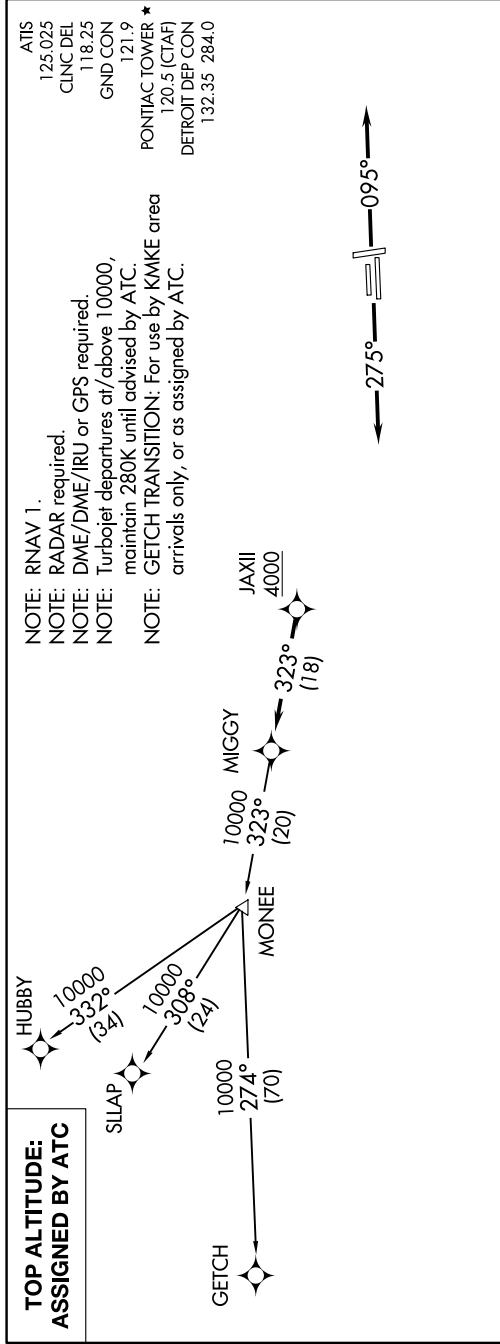 TOP ALTITUDE:
ASSIGNED BY ATC
NOTE: RNAV 1.
NOTE: RADAR required.
NOTE: DME/DME/IRU or GPS required.
NOTE: Turbojet departures at/above 10000,
maintain 280K until advised by ATC.
NOTE: GETCH TRANSITION: For use by KMKE area
arrivals only, or as assigned by ATC.
ATIS
125.025
CLNC DEL
118.25
GND CON
121.9
PONTIAC TOWER ★
120.5 (CTAF)
DETROIT DEP CON
132.35 284.0
HUBBY
10000
332°
(34)
SLLAP
10000
308°
(24)
GETCH
10000
274°
(70)
MONEE
10000
323°
(20)
MIGGY
323°
(18)
JAXII
4000
275°
095°